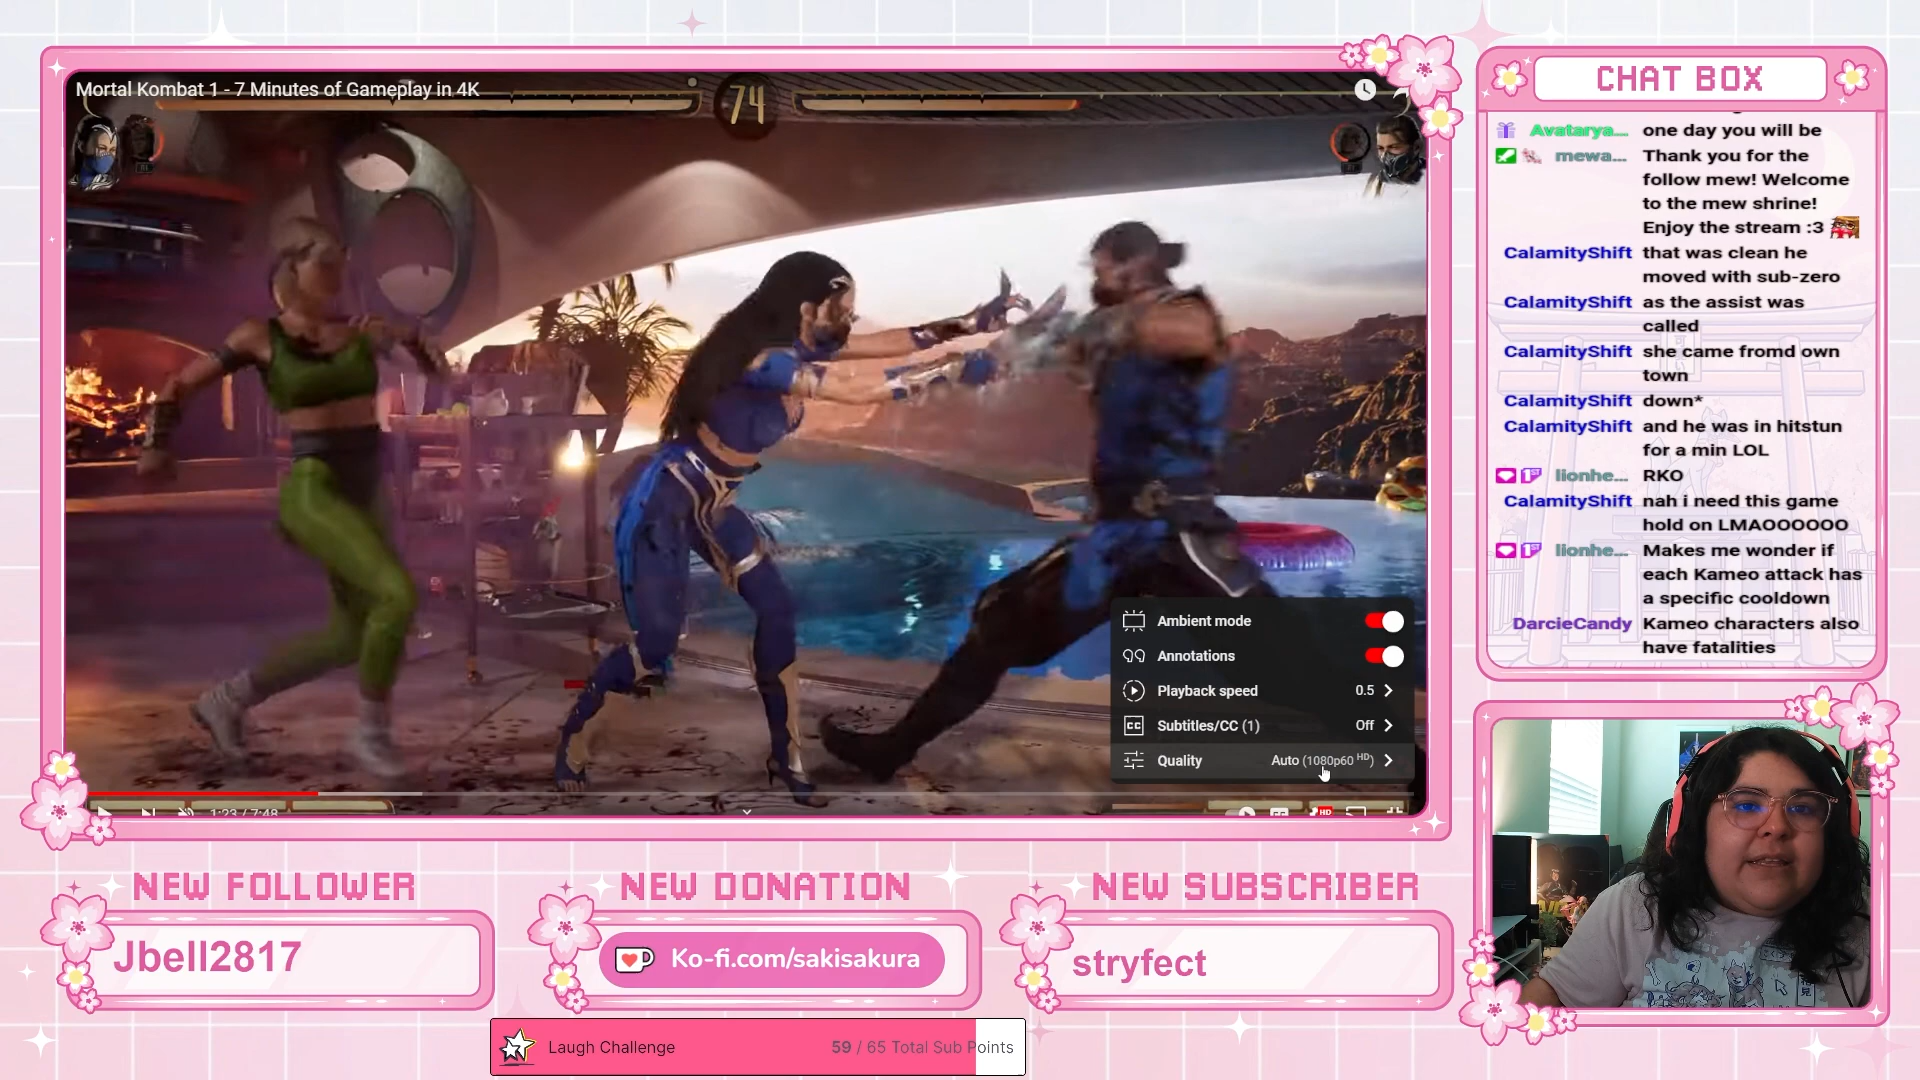 Mortal Kombat 1 - 7 Minutes of Gameplay in 4K
74
Ambient mode
Annotations
Playback speed 0.5
Subtitles/CC (1) Off
Quality Auto (1080p60 HD)
1:23 / 7:48
HD
CHAT BOX
Avatarya... one day you will be
mewa... Thank you for the
follow mew! Welcome
to the mew shrine!
Enjoy the stream :3
CalamityShift that was clean he
moved with sub-zero
CalamityShift as the assist was
called
CalamityShift she came fromd own
town
CalamityShift down*
CalamityShift and he was in hitstun
for a min LOL
lionhe... RKO
CalamityShift nah i need this game
hold on LMAOOOOOO
lionhe... Makes me wonder if
each Kameo attack has
a specific cooldown
DarcieCandy Kameo characters also
have fatalities
NEW FOLLOWER
Jbell2817
NEW DONATION
Ko-fi.com/sakisakura
NEW SUBSCRIBER
stryfect
Laugh Challenge 59 / 65 Total Sub Points